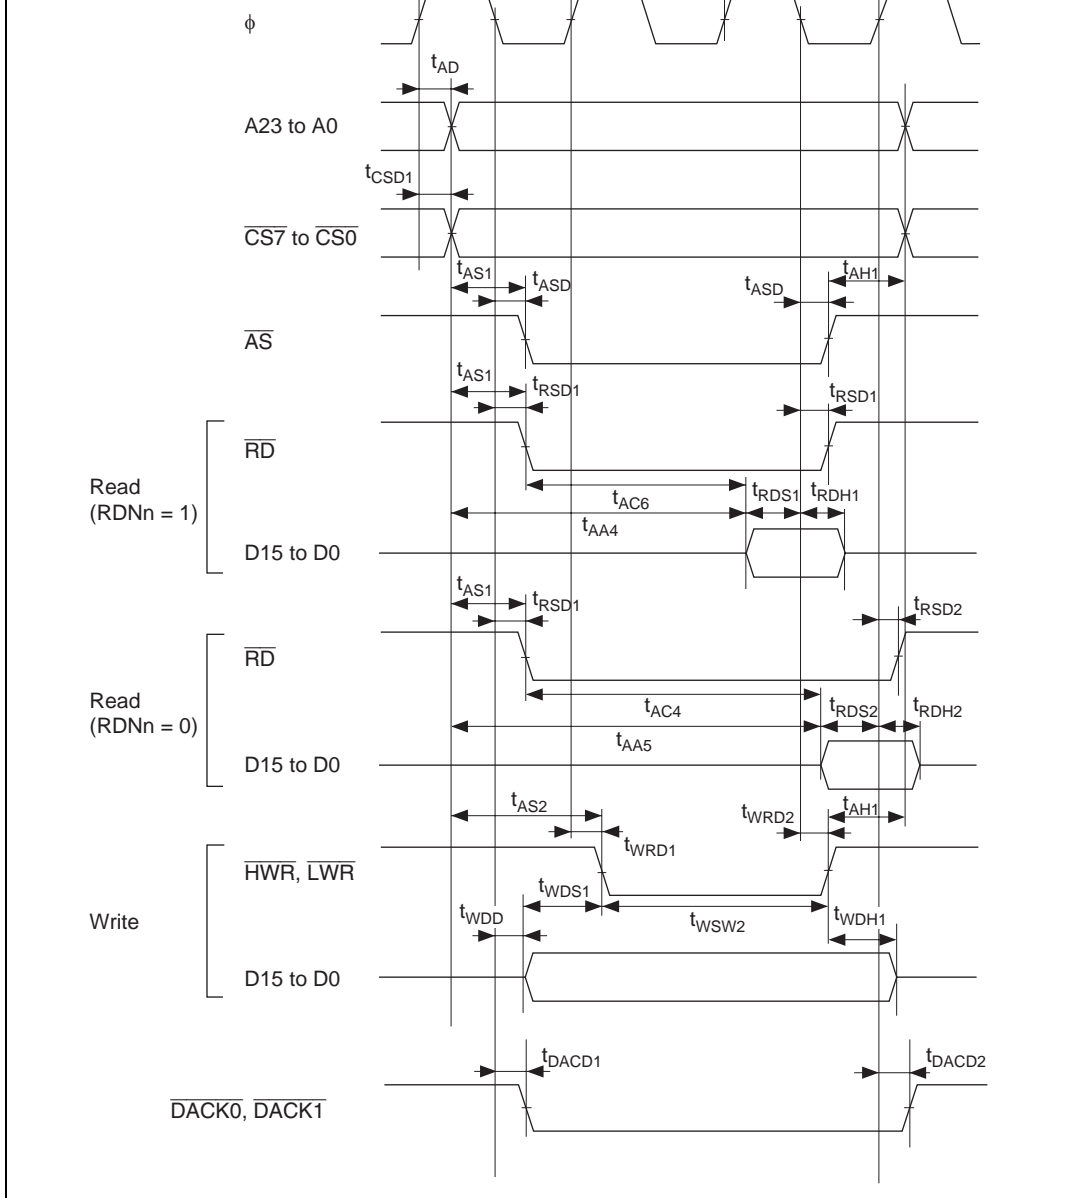 φ
tAD
A23 to A0
tCSD1
CS7 to CS0
tAS1 tASD tASD tAH1
AS
tAS1 tRSD1 tRSD1
RD
Read
(RDNn = 1)
tAC6 tRDS1 tRDH1
tAA4
D15 to D0
tAS1 tRSD1 tRSD2
RD
Read
(RDNn = 0)
tAC4 tRDS2 tRDH2
tAA5
D15 to D0
tAS2 tWRD2 tAH1
tWRD1
HWR, LWR
tWDS1
Write
tWDD tWSW2 tWDH1
D15 to D0
tDACD1 tDACD2
DACK0, DACK1